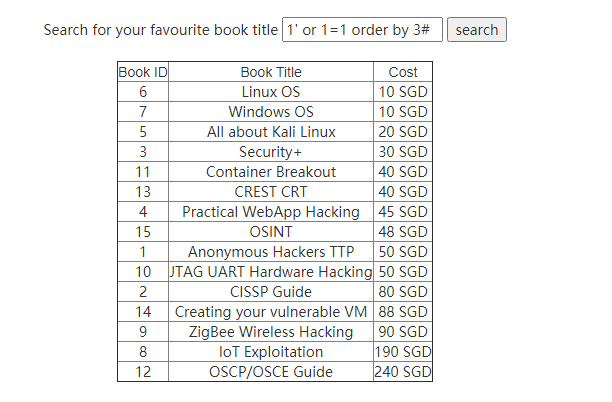 Search for your favourite book title 1' or 1=1 order by 3# search
Book ID Book Title Cost
6 Linux OS 10 SGD
7 Windows OS 10 SGD
5 All about Kali Linux 20 SGD
3 Security+ 30 SGD
11 Container Breakout 40 SGD
13 CREST CRT 40 SGD
4 Practical WebApp Hacking 45 SGD
15 OSINT 48 SGD
1 Anonymous Hackers TTP 50 SGD
10 JTAG UART Hardware Hacking 50 SGD
2 CISSP Guide 80 SGD
14 Creating your vulnerable VM 88 SGD
9 ZigBee Wireless Hacking 90 SGD
8 IoT Exploitation 190 SGD
12 OSCP/OSCE Guide 240 SGD